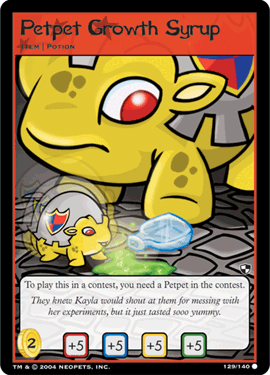 Petpet Growth Syrup
ITEM | POTION
To play this in a contest, you need a Petpet in the contest.
They knew Kayla would shout at them for messing with
her experiments, but it just tasted sooo yummy.
2 +5 +5 +5 +5
TM & © 2004 NEOPETS, INC. 129/140